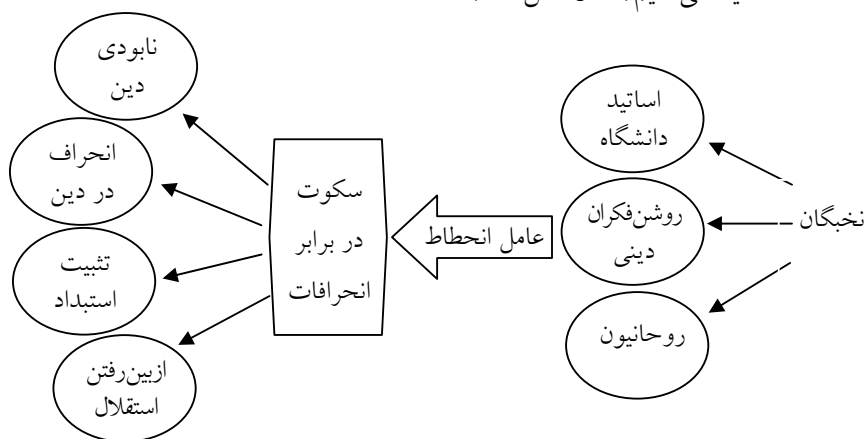 نخبگان
اساتید
دانشگاه
روشن‌فکران
دینی
روحانیون
عامل انحطاط
سکوت
در برابر
انحرافات
نابودی
دین
انحراف
در دین
تثبیت
استبداد
ازبین‌رفتن
استقلال